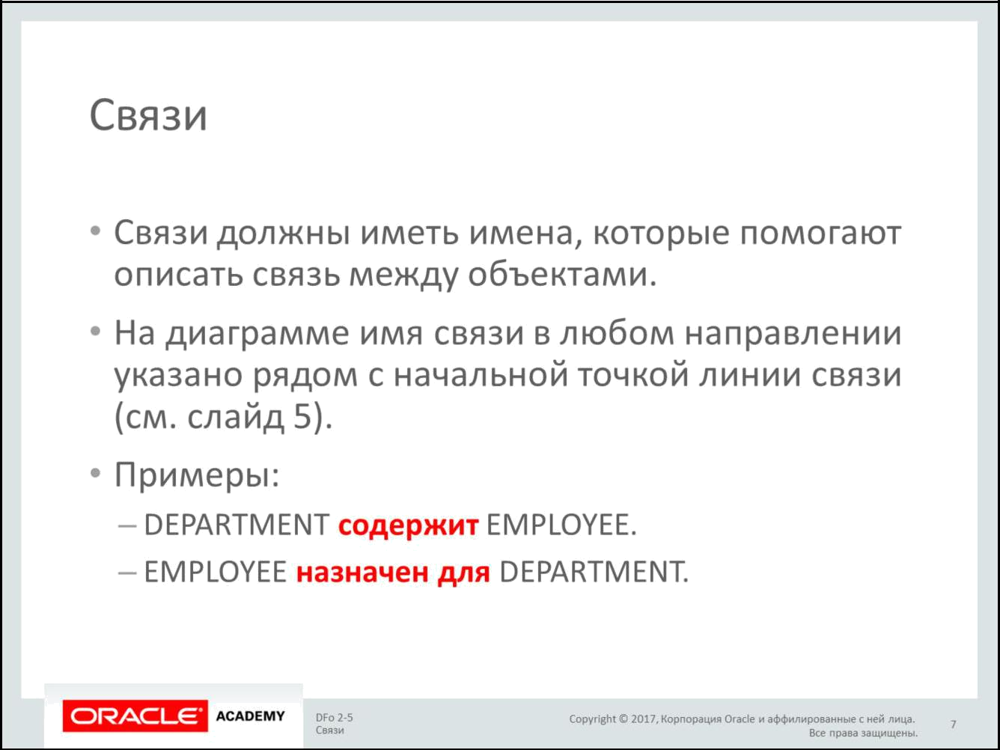 Связи
• Связи должны иметь имена, которые помогают
описать связь между объектами.
• На диаграмме имя связи в любом направлении
указано рядом с начальной точкой линии связи
(см. слайд 5).
• Примеры:
– DEPARTMENT содержит EMPLOYEE.
– EMPLOYEE назначен для DEPARTMENT.
ORACLE ACADEMY
DFo 2-5
Связи
Copyright © 2017, Корпорация Oracle и аффилированные с ней лица.
Все права защищены.
7